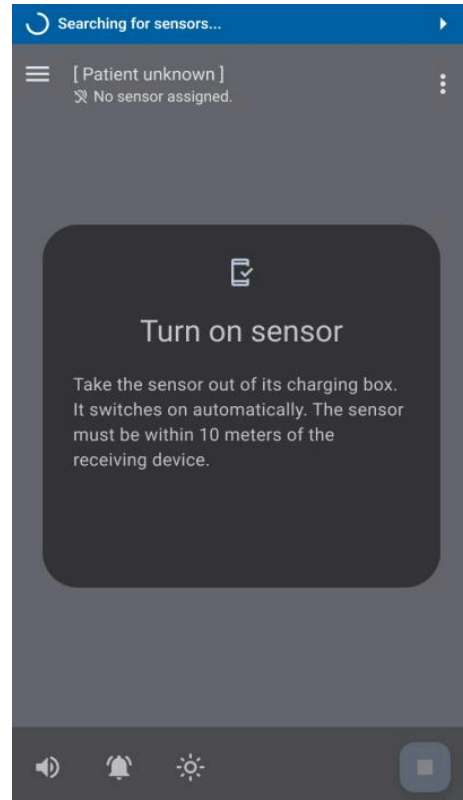 Searching for sensors...
[ Patient unknown ]
No sensor assigned.
Turn on sensor
Take the sensor out of its charging box.
It switches on automatically. The sensor
must be within 10 meters of the
receiving device.